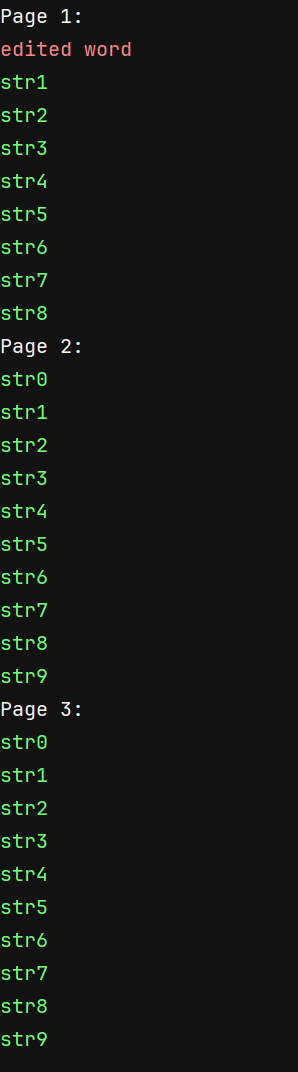 Page 1:
edited word
str1
str2
str3
str4
str5
str6
str7
str8
Page 2:
str0
str1
str2
str3
str4
str5
str6
str7
str8
str9
Page 3:
str0
str1
str2
str3
str4
str5
str6
str7
str8
str9